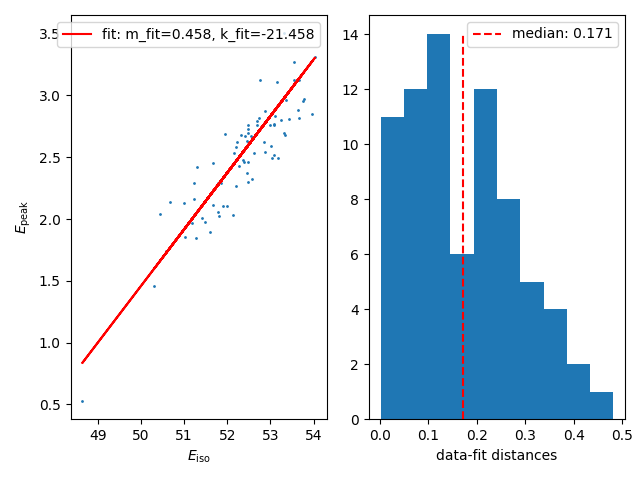 fit: m_fit=0.458, k_fit=-21.458
3.5
3.0
2.5
2.0
1.5
1.0
0.5
E_peak
49 50 51 52 53 54
E_iso
median: 0.171
14
12
10
8
6
4
2
0
0.0 0.1 0.2 0.3 0.4 0.5
data-fit distances